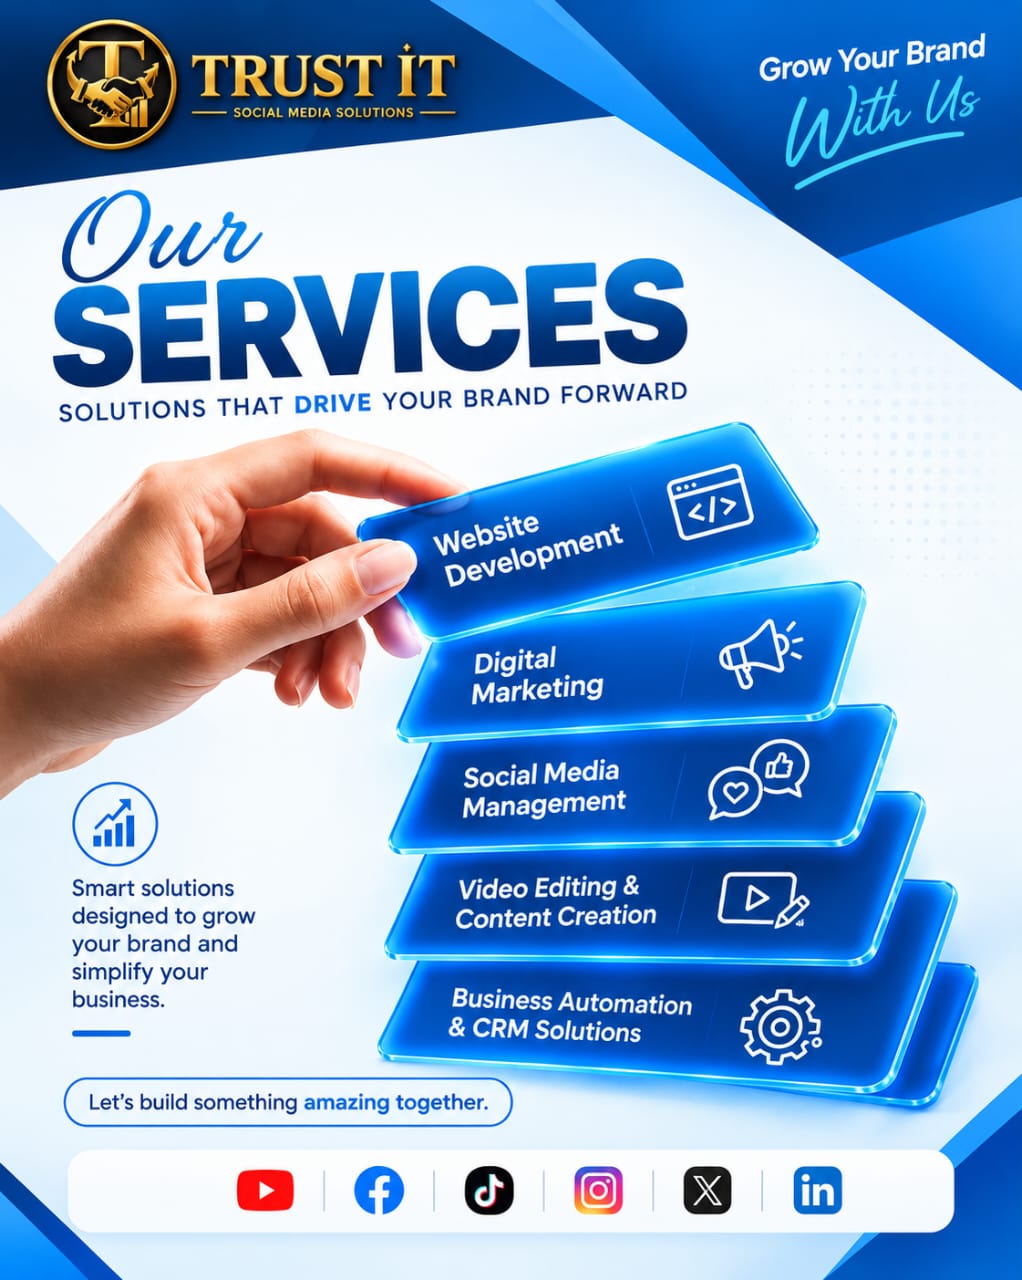 TRUST IT
SOCIAL MEDIA SOLUTIONS
Grow Your Brand
With Us
Our
SERVICES
SOLUTIONS THAT DRIVE YOUR BRAND FORWARD
Website
Development
</>
Digital
Marketing
Social Media
Management
Video Editing &
Content Creation
Business Automation
& CRM Solutions
Smart solutions
designed to grow
your brand and
simplify your
business.
Let's build something amazing together.